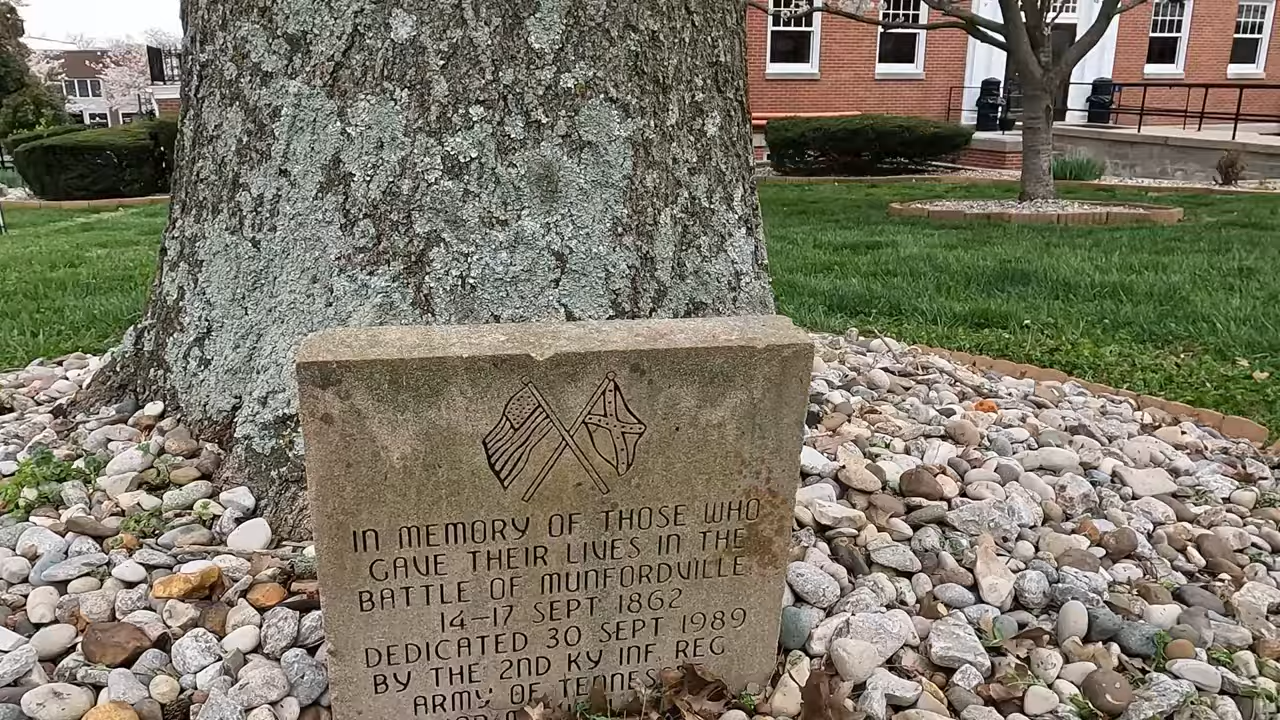 IN MEMORY OF THOSE WHO
GAVE THEIR LIVES IN THE
BATTLE OF MUNFORDVILLE
14-17 SEPT 1862
DEDICATED 30 SEPT 1989
BY THE 2ND KY INF REG
ARMY OF